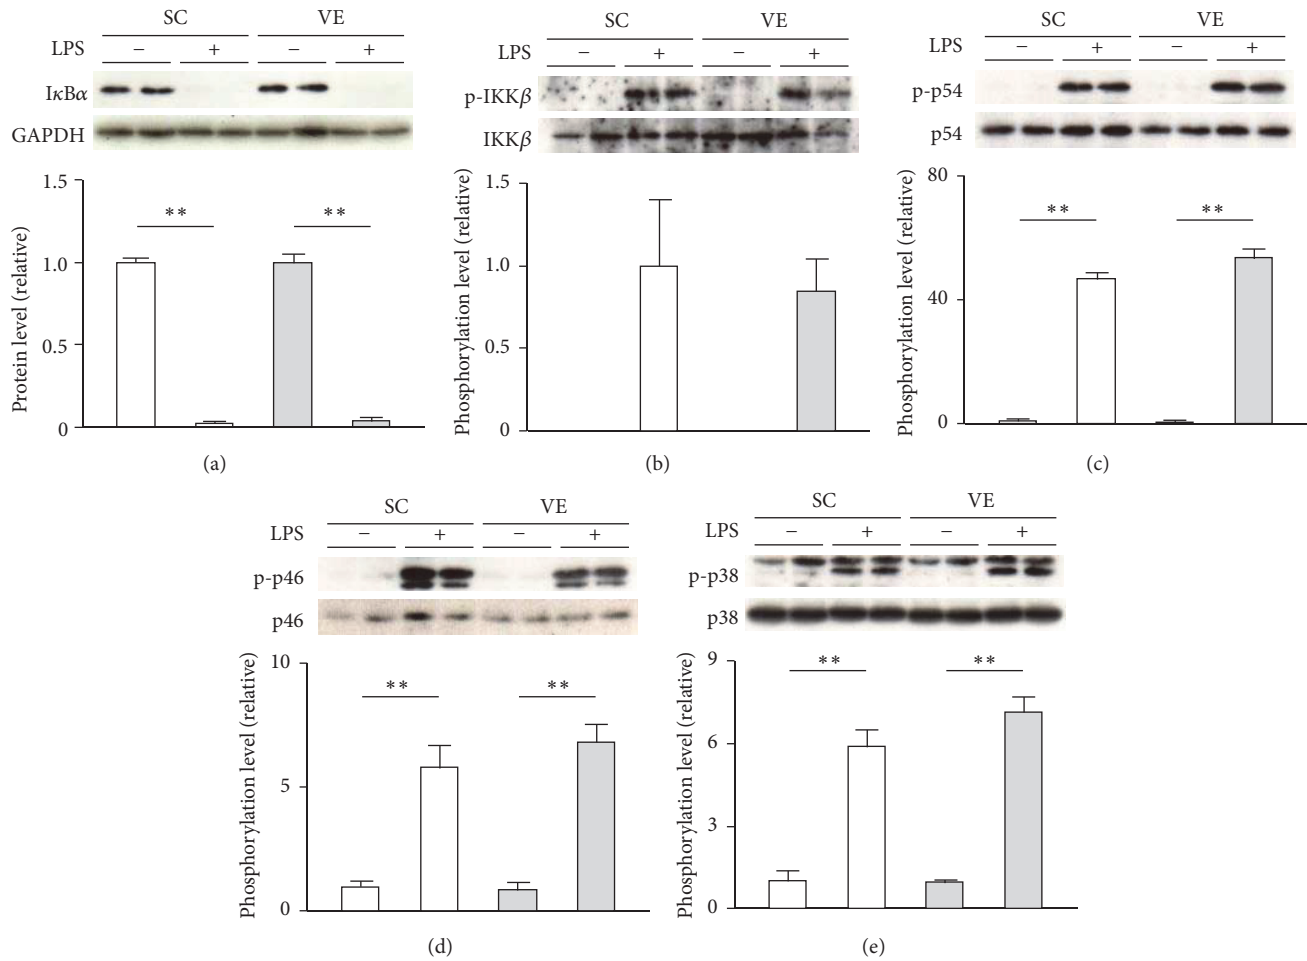 SC VE
LPS − + − +
IκBα
GAPDH
Protein level (relative)
1.5
1.0
0.5
0
** **
(a)
SC VE
LPS − + − +
p-IKKβ
IKKβ
Phosphorylation level (relative)
1.5
1.0
0.5
0
(b)
SC VE
LPS − + − +
p-p54
p54
Phosphorylation level (relative)
80
40
0
** **
(c)
SC VE
LPS − + − +
p-p46
p46
Phosphorylation level (relative)
10
5
0
** **
(d)
SC VE
LPS − + − +
p-p38
p38
Phosphorylation level (relative)
9
6
3
0
** **
(e)